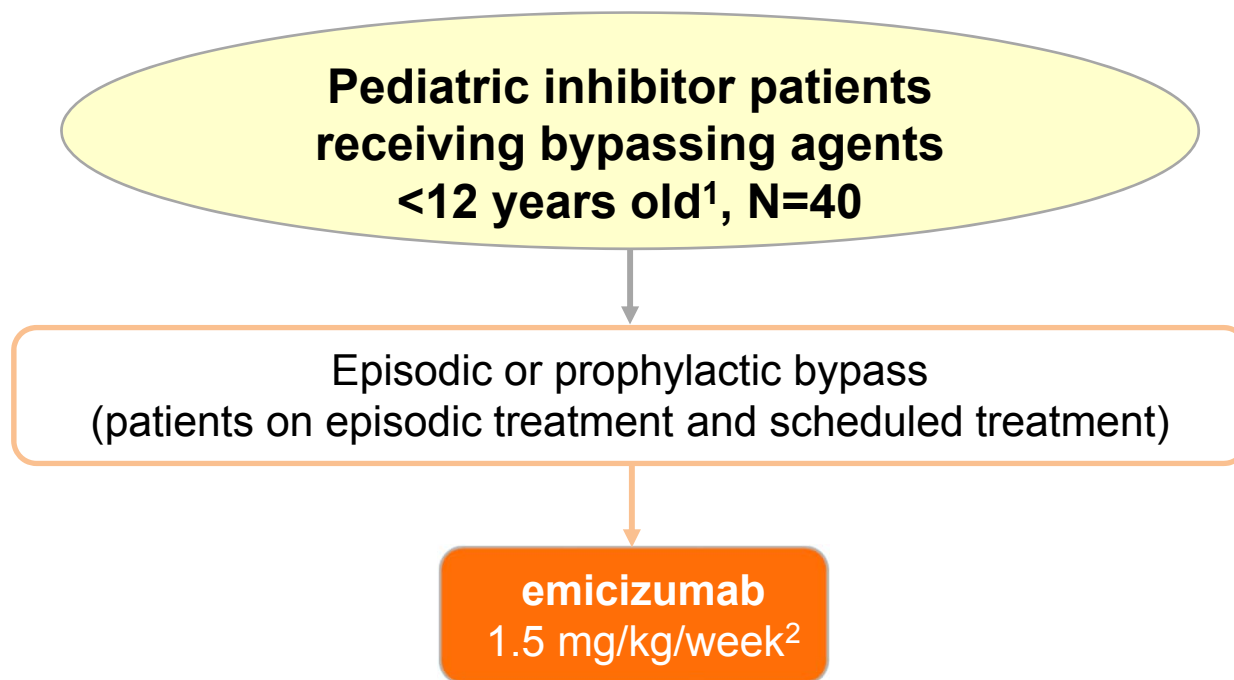 Pediatric inhibitor patients
receiving bypassing agents
<12 years old¹, N=40
Episodic or prophylactic bypass
(patients on episodic treatment and scheduled treatment)
emicizumab
1.5 mg/kg/week²